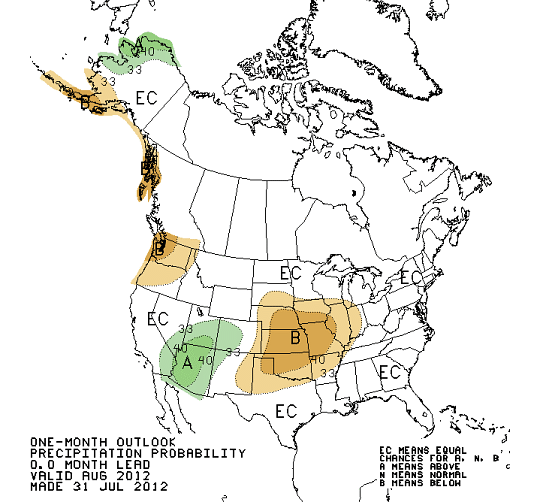 A
40
33
33
B
EC
B
B
EC
EC
EC
33
33
40
40
A
B
40
33
EC
EC
ONE-MONTH OUTLOOK
PRECIPITATION PROBABILITY
0.0 MONTH LEAD
VALID AUG 2012
MADE 31 JUL 2012
EC MEANS EQUAL
CHANCES FOR A, N, B
A MEANS ABOVE
N MEANS NORMAL
B MEANS BELOW